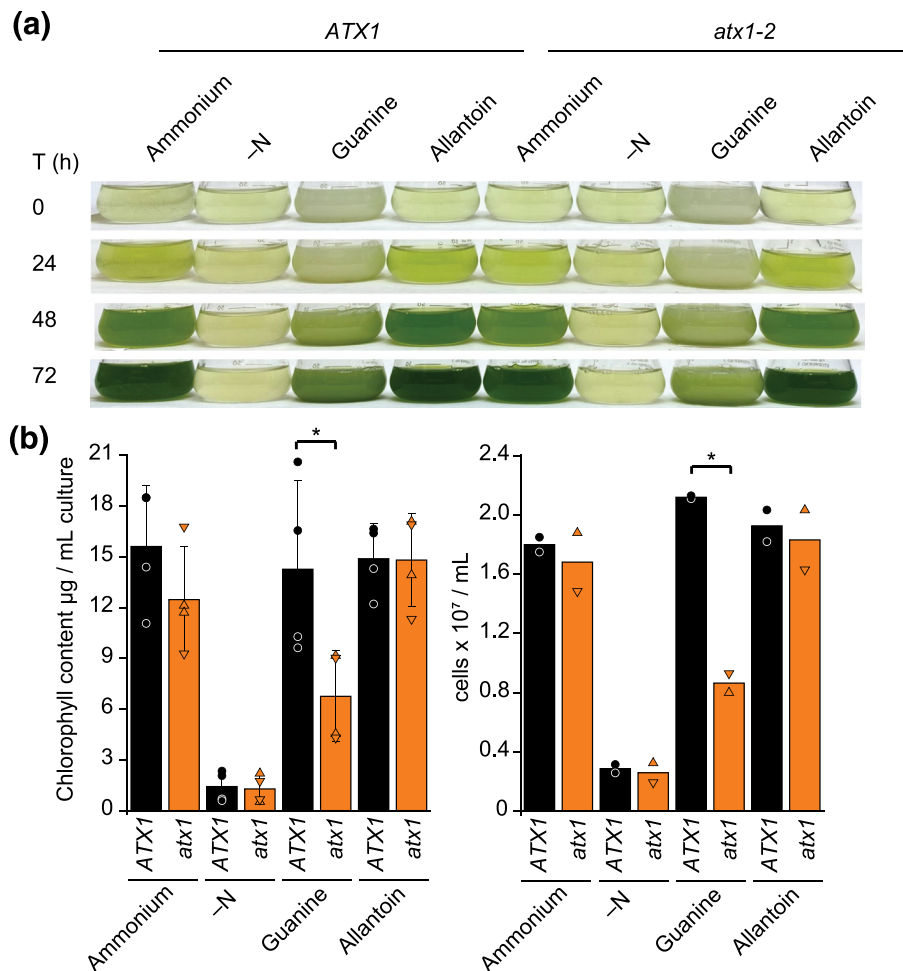 (a)
ATX1 atx1-2
Ammonium –N Guanine Allantoin Ammonium –N Guanine Allantoin
T (h)
0
24
48
72
(b)
Chlorophyll content µg / mL culture
21
18
15
12
9
6
3
0
*
ATX1 atx1 ATX1 atx1 ATX1 atx1 ATX1 atx1
Ammonium –N Guanine Allantoin
cells x 10⁷ / mL
2.4
2.0
1.6
1.2
0.8
0.4
0
*
ATX1 atx1 ATX1 atx1 ATX1 atx1 ATX1 atx1
Ammonium –N Guanine Allantoin